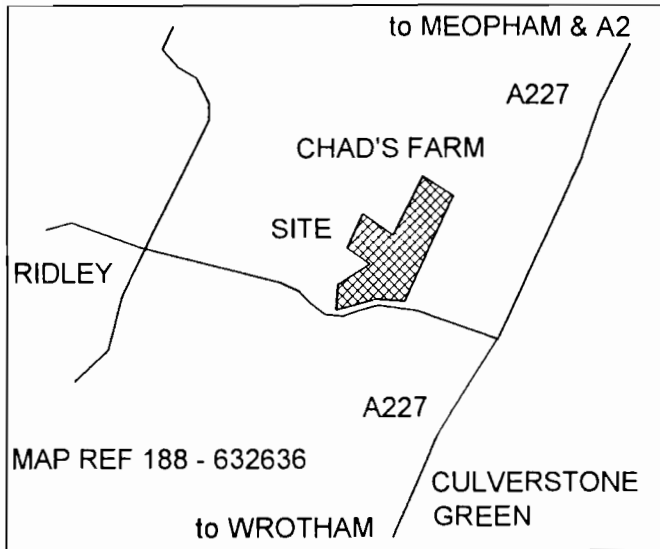 to MEOPHAM & A2
A227
CHAD'S FARM
SITE
RIDLEY
A227
MAP REF 188 - 632636
CULVERSTONE
GREEN
to WROTHAM